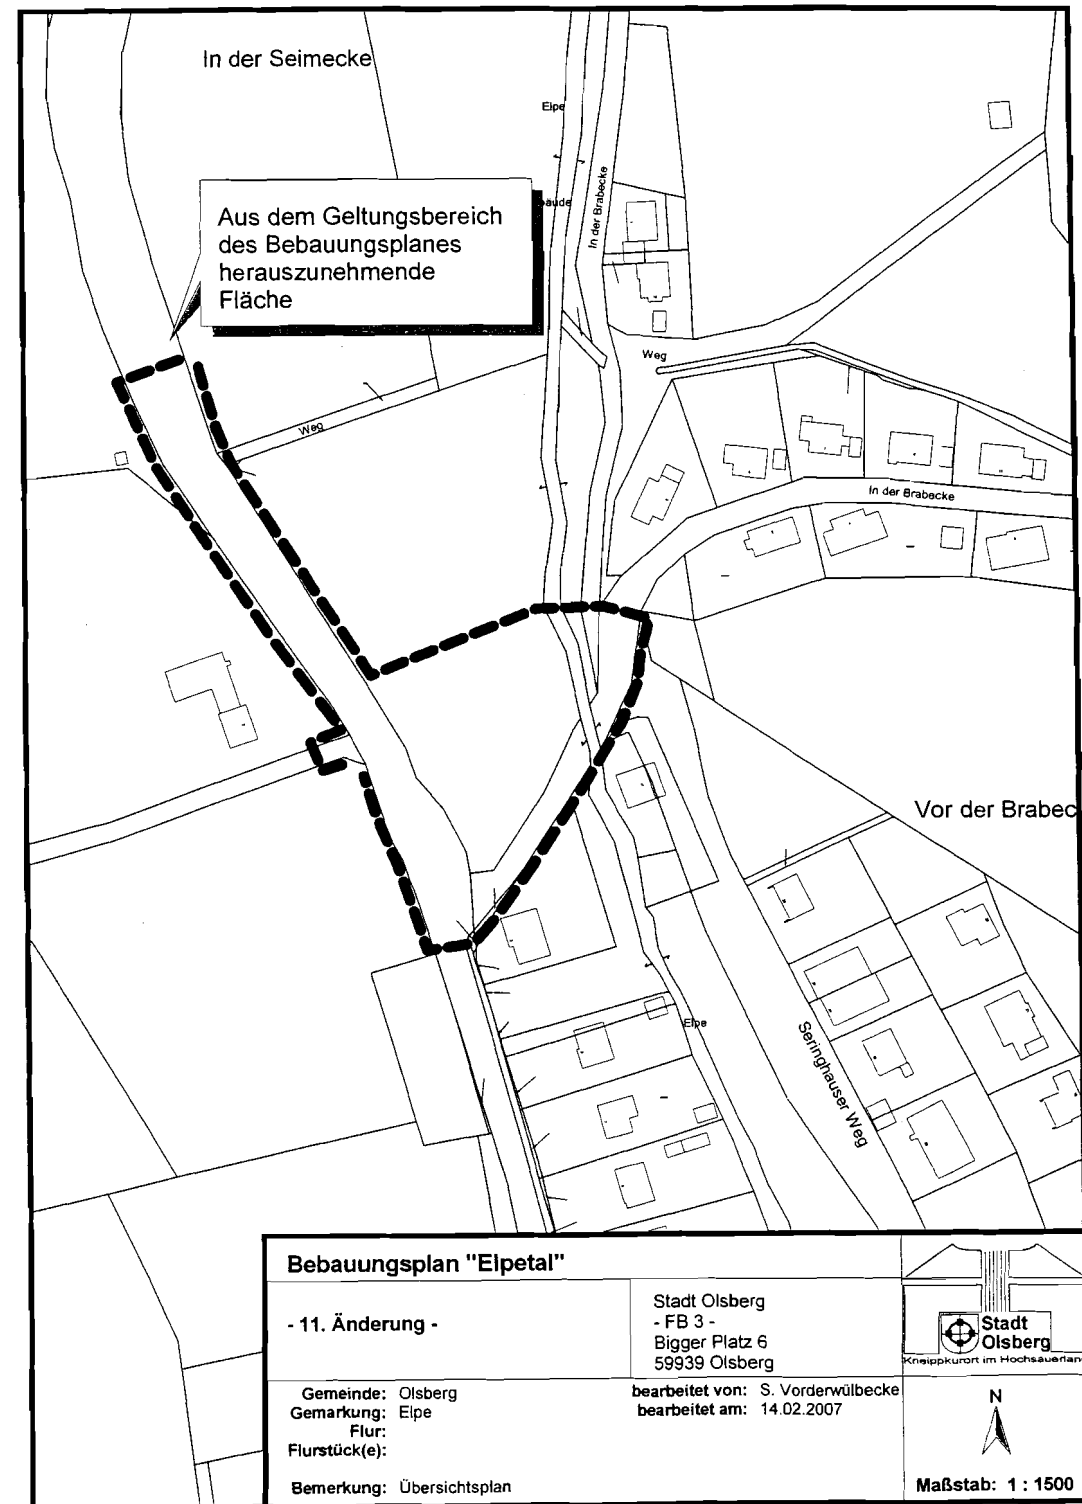 In der Seimecke
Elpe
äude
In der Brabecke
Aus dem Geltungsbereich
des Bebauungsplanes
herauszunehmende
Fläche
Weg
Weg
In der Brabecke
Vor der Brabec
Elpe
Seringhauser Weg
Bebauungsplan "Elpetal"
- 11. Änderung -
Stadt Olsberg
- FB 3 -
Bigger Platz 6
59939 Olsberg
Stadt
Olsberg
Kneippkurort im Hochsauerlan
Gemeinde: Olsberg
Gemarkung: Elpe
Flur:
Flurstück(e):
Bemerkung: Übersichtsplan
bearbeitet von: S. Vorderwülbecke
bearbeitet am: 14.02.2007
N
Maßstab: 1 : 1500